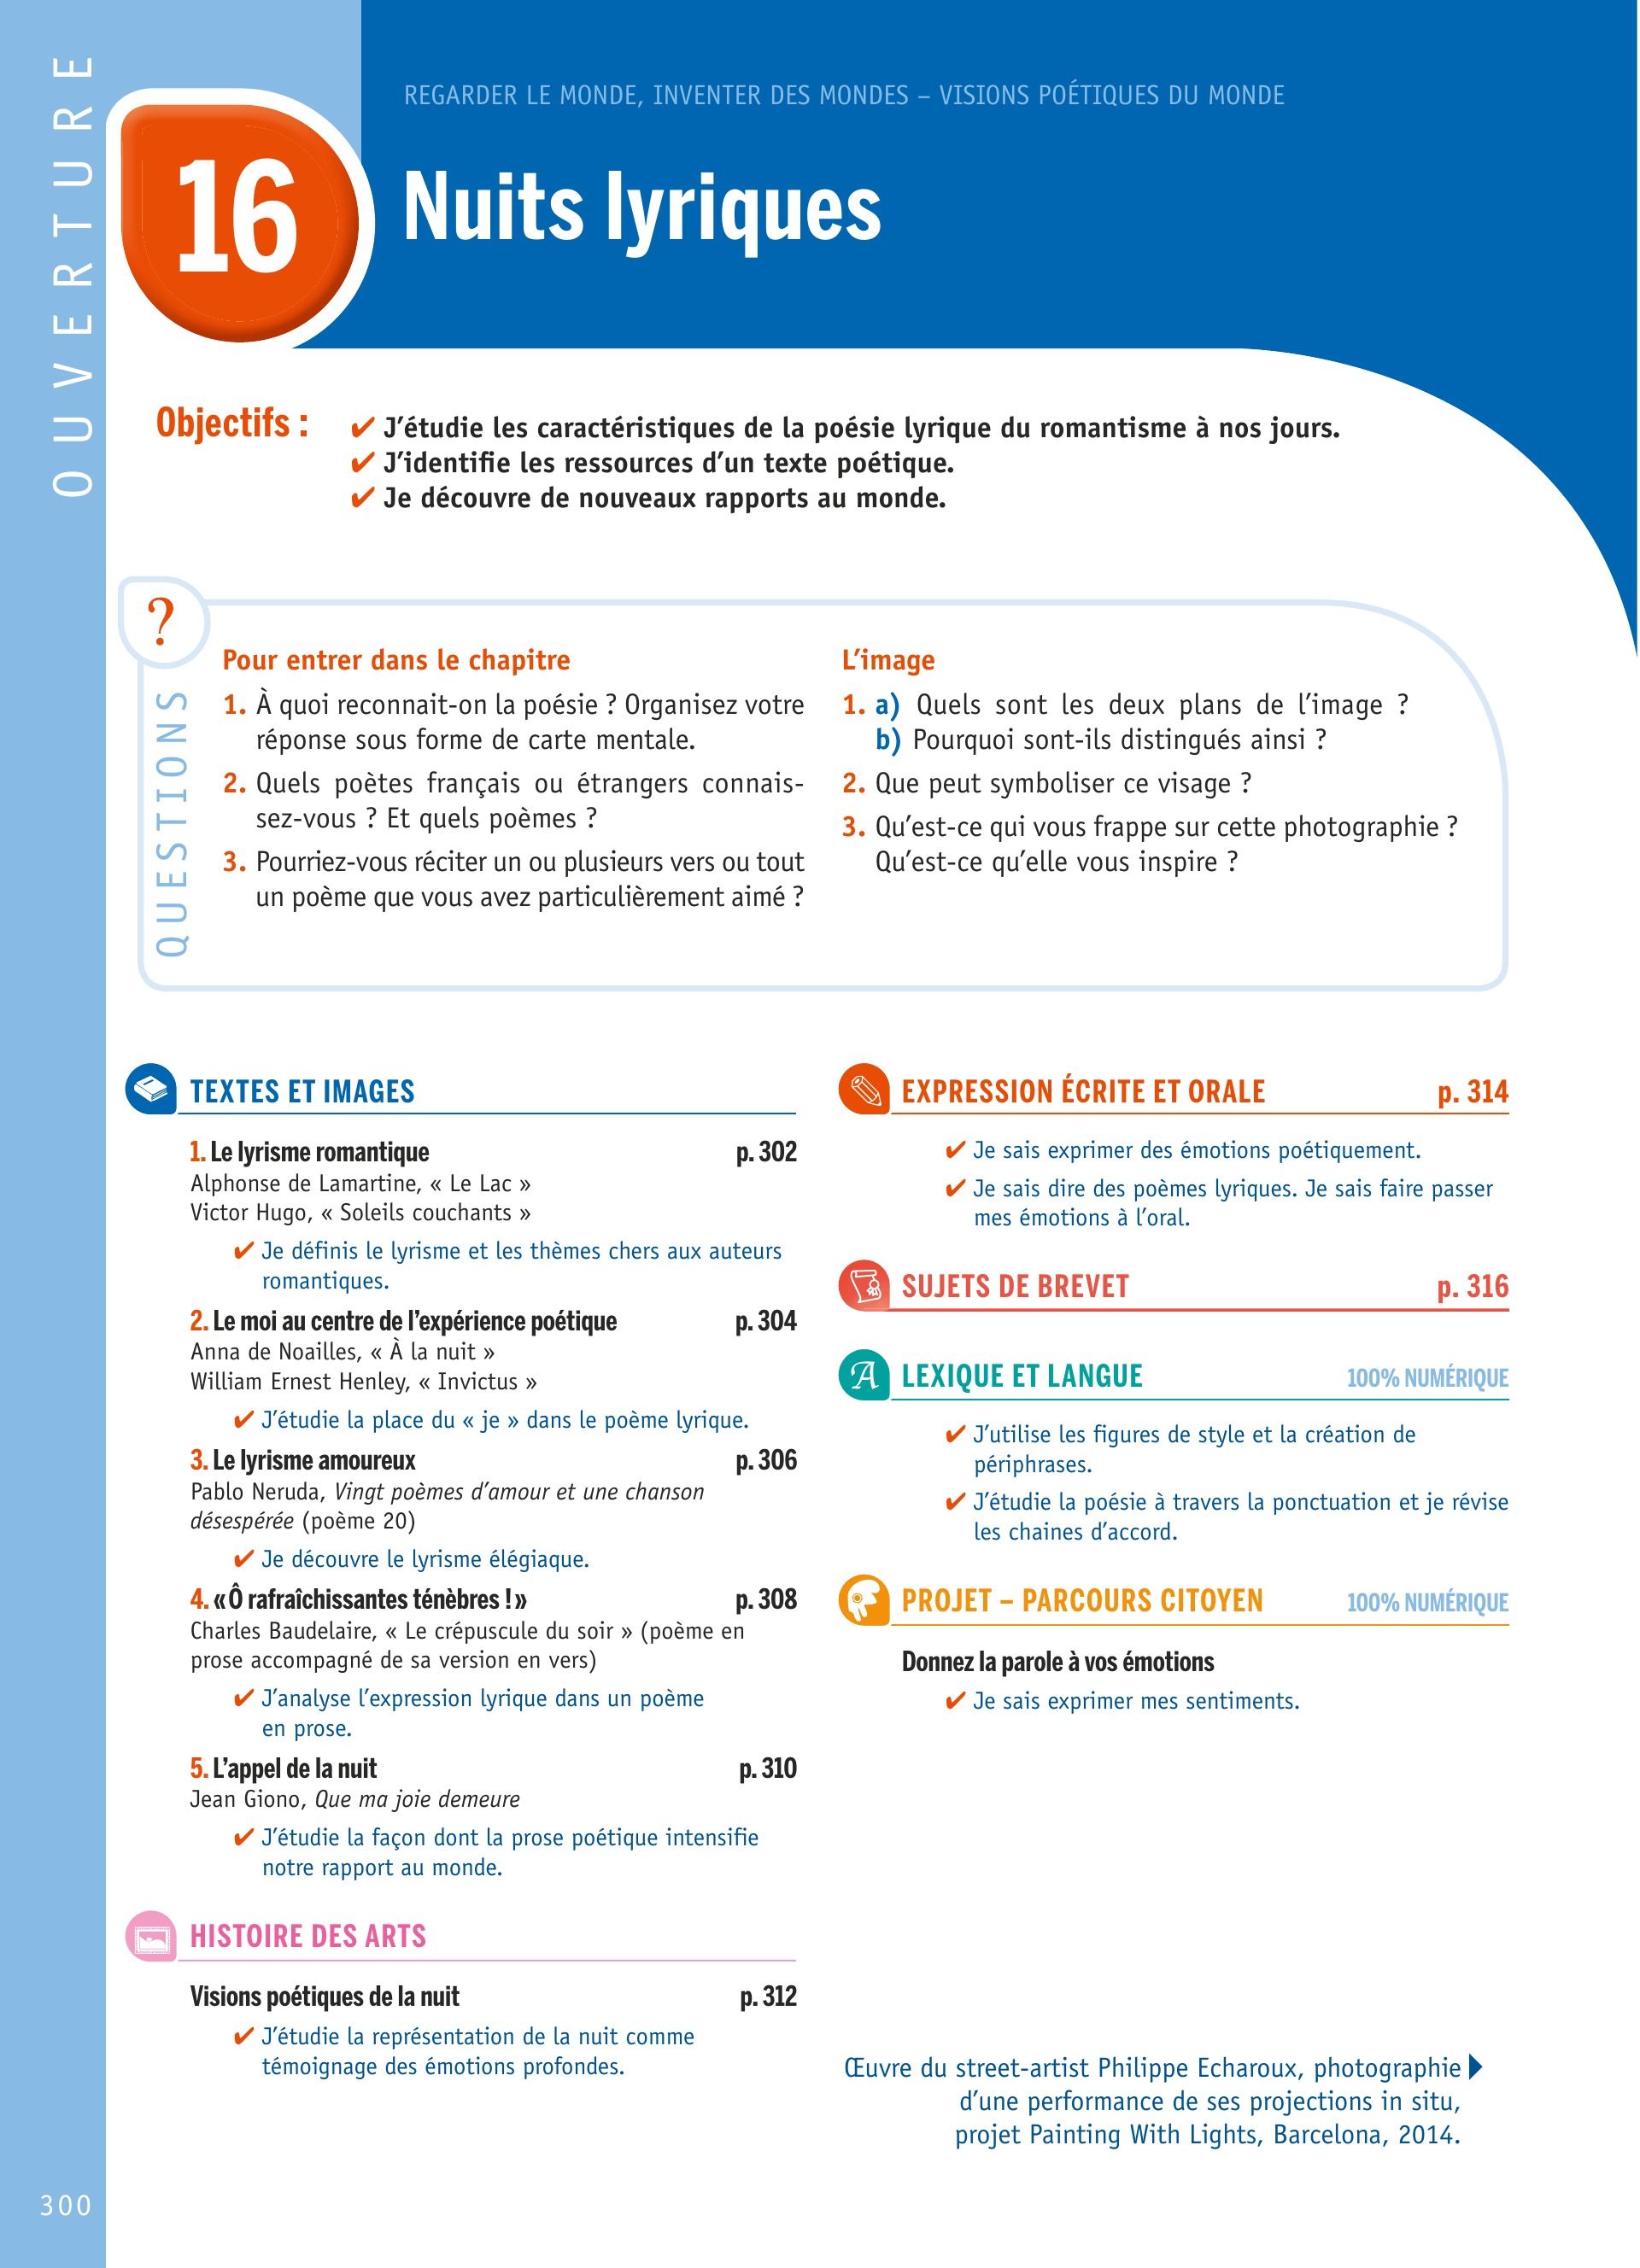 OUVERTURE
REGARDER LE MONDE, INVENTER DES MONDES – VISIONS POÉTIQUES DU MONDE
16
Nuits lyriques
Objectifs :
✔ J’étudie les caractéristiques de la poésie lyrique du romantisme à nos jours.
✔ J’identifie les ressources d’un texte poétique.
✔ Je découvre de nouveaux rapports au monde.
?
QUESTIONS
Pour entrer dans le chapitre
1. À quoi reconnait-on la poésie ? Organisez votre
réponse sous forme de carte mentale.
2. Quels poètes français ou étrangers connais-
sez-vous ? Et quels poèmes ?
3. Pourriez-vous réciter un ou plusieurs vers ou tout
un poème que vous avez particulièrement aimé ?
L’image
1. a) Quels sont les deux plans de l’image ?
b) Pourquoi sont-ils distingués ainsi ?
2. Que peut symboliser ce visage ?
3. Qu’est-ce qui vous frappe sur cette photographie ?
Qu’est-ce qu’elle vous inspire ?
TEXTES ET IMAGES
1. Le lyrisme romantique p. 302
Alphonse de Lamartine, « Le Lac »
Victor Hugo, « Soleils couchants »
✔ Je définis le lyrisme et les thèmes chers aux auteurs
romantiques.
2. Le moi au centre de l’expérience poétique p. 304
Anna de Noailles, « À la nuit »
William Ernest Henley, « Invictus »
✔ J’étudie la place du « je » dans le poème lyrique.
3. Le lyrisme amoureux p. 306
Pablo Neruda, Vingt poèmes d’amour et une chanson
désespérée (poème 20)
✔ Je découvre le lyrisme élégiaque.
4. « Ô rafraîchissantes ténèbres ! » p. 308
Charles Baudelaire, « Le crépuscule du soir » (poème en
prose accompagné de sa version en vers)
✔ J’analyse l’expression lyrique dans un poème
en prose.
5. L’appel de la nuit p. 310
Jean Giono, Que ma joie demeure
✔ J’étudie la façon dont la prose poétique intensifie
notre rapport au monde.
HISTOIRE DES ARTS
Visions poétiques de la nuit p. 312
✔ J’étudie la représentation de la nuit comme
témoignage des émotions profondes.
EXPRESSION ÉCRITE ET ORALE p. 314
✔ Je sais exprimer des émotions poétiquement.
✔ Je sais dire des poèmes lyriques. Je sais faire passer
mes émotions à l’oral.
SUJETS DE BREVET p. 316
A LEXIQUE ET LANGUE 100% NUMÉRIQUE
✔ J’utilise les figures de style et la création de
périphrases.
✔ J’étudie la poésie à travers la ponctuation et je révise
les chaines d’accord.
PROJET – PARCOURS CITOYEN 100% NUMÉRIQUE
Donnez la parole à vos émotions
✔ Je sais exprimer mes sentiments.
Œuvre du street-artist Philippe Echaroux, photographie
d’une performance de ses projections in situ,
projet Painting With Lights, Barcelona, 2014.
300